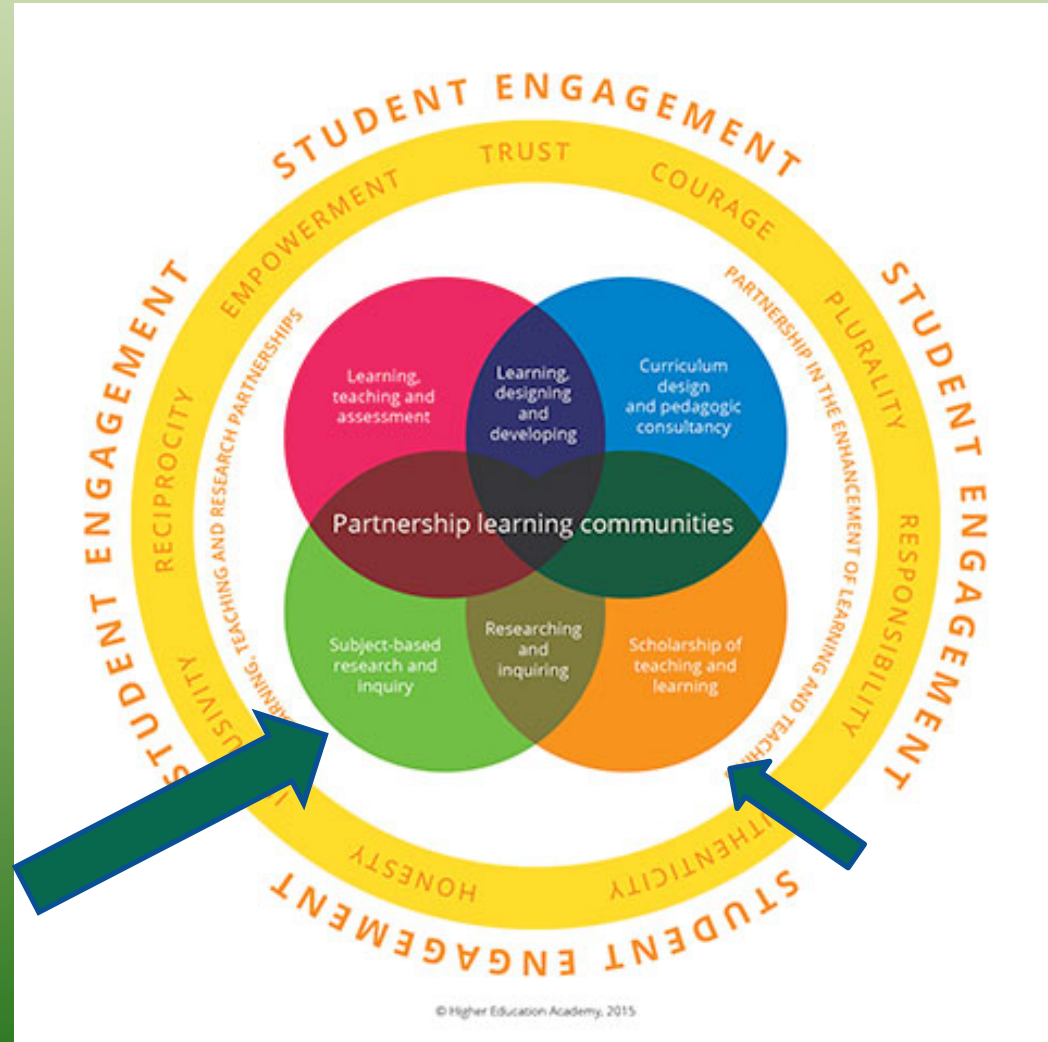 STUDENT ENGAGEMENT
STUDENT ENGAGEMENT
STUDENT ENGAGEMENT
STUDENT ENGAGEMENT
TRUST
COURAGE
PLURALITY
RESPONSIBILITY
HONESTY
RECIPROCITY
EMPOWERMENT
TEACHING AND RESEARCH PARTNERSHIPS
PARTNERSHIP IN THE ENHANCEMENT OF LEARNING AND
Learning,
teaching and
assessment
Learning,
designing
and
developing
Curriculum
design
and pedagogic
consultancy
Partnership learning communities
Subject-based
research and
inquiry
Researching
and
inquiring
Scholarship of
teaching and
learning
© Higher Education Academy, 2015